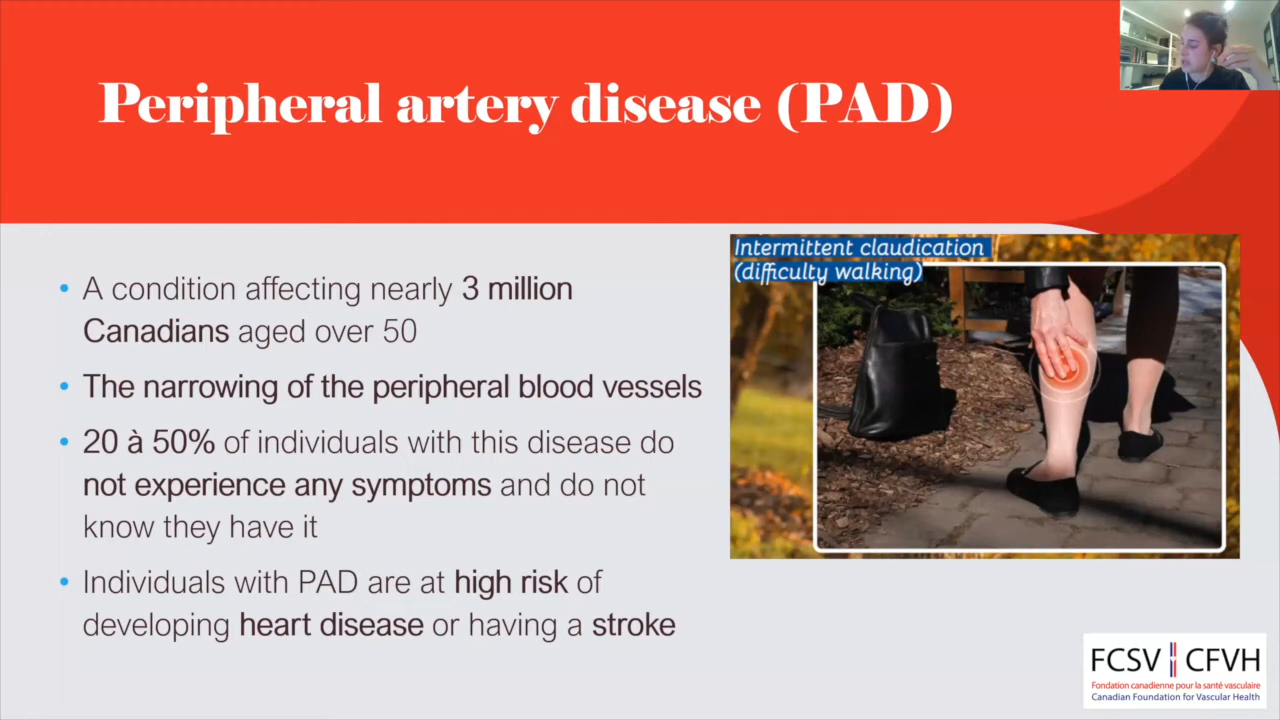 Peripheral artery disease (PAD)
Intermittent claudication
(difficulty walking)
• A condition affecting nearly 3 million
Canadians aged over 50
• The narrowing of the peripheral blood vessels
• 20 à 50% of individuals with this disease do
not experience any symptoms and do not
know they have it
• Individuals with PAD are at high risk of
developing heart disease or having a stroke
FCSV CFVH
Fondation canadienne pour la santé vasculaire
Canadian Foundation for Vascular Health